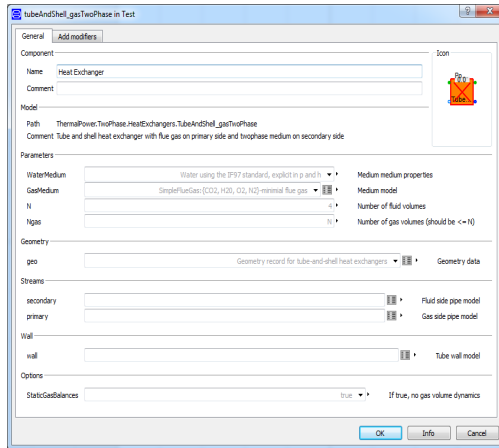 tubeAndShell_gasTwoPhase in Test
General Add modifiers
Component
Icon
Name Heat Exchanger
Comment
Tube...
Model
Path ThermalPower.TwoPhase.HeatExchangers.TubeAndShell_gasTwoPhase
Comment Tube and shell heat exchanger with flue gas on primary side and twophase medium on secondary side
Parameters
WaterMedium Water using the IF97 standard, explicit in p and h Medium medium properties
GasMedium SimpleFlueGas: {CO2, H20, O2, N2}-minimal flue gas Medium model
N 4 Number of fluid volumes
Ngas N Number of gas volumes (should be <= N)
Geometry
geo Geometry record for tube-and-shell heat exchangers Geometry data
Streams
secondary Fluid side pipe model
primary Gas side pipe model
Wall
wall Tube wall model
Options
StaticGasBalances true If true, no gas volume dynamics
OK Info Cancel